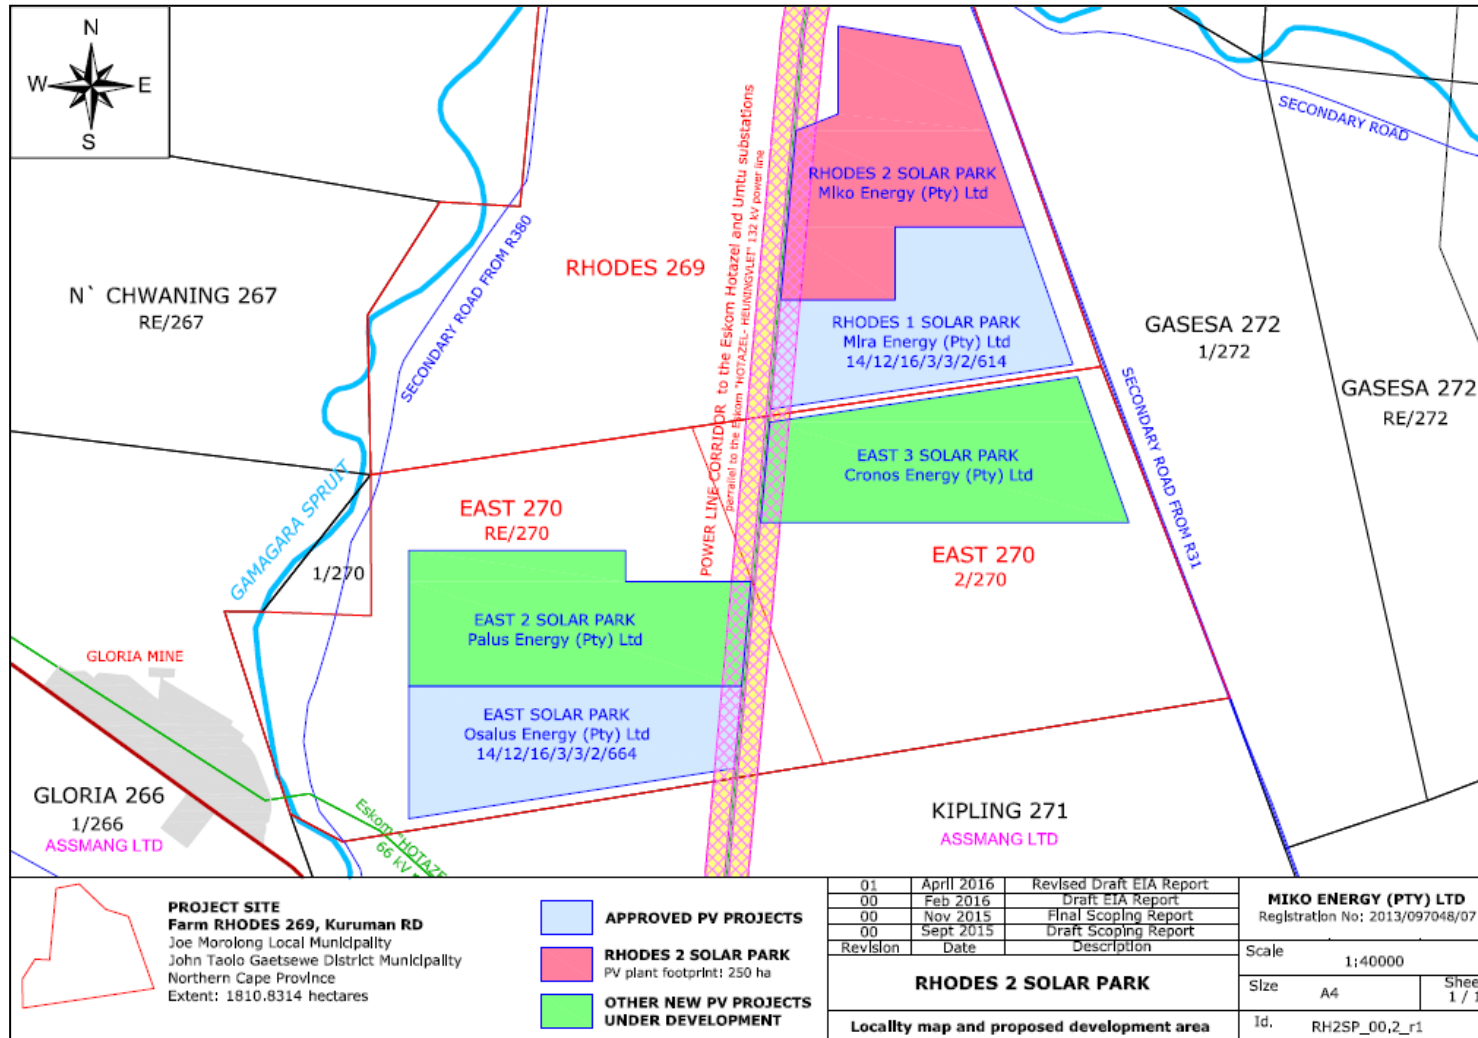 N
W
E
S
SECONDARY ROAD
SECONDARY ROAD FROM R380
POWER LINE CORRIDOR to the Eskom Hotazel and Umtu substations
parrallel to the Eskom "HOTAZEL- HEUNINGVLEI" 132 kV power line
RHODES 2 SOLAR PARK
Miko Energy (Pty) Ltd
RHODES 269
N` CHWANING 267
RE/267
RHODES 1 SOLAR PARK
Mira Energy (Pty) Ltd
14/12/16/3/3/2/614
GASESA 272
1/272
GASESA 272
RE/272
SECONDARY ROAD FROM R31
EAST 3 SOLAR PARK
Cronos Energy (Pty) Ltd
GAMAGARA SPRUIT
EAST 270
RE/270
1/270
EAST 270
2/270
EAST 2 SOLAR PARK
Palus Energy (Pty) Ltd
GLORIA MINE
EAST SOLAR PARK
Osalus Energy (Pty) Ltd
14/12/16/3/3/2/664
GLORIA 266
1/266
ASSMANG LTD
Eskom "HOTAZE
66 kV
KIPLING 271
ASSMANG LTD
PROJECT SITE
Farm RHODES 269, Kuruman RD
Joe Morolong Local Municipality
John Taolo Gaetsewe District Municipality
Northern Cape Province
Extent: 1810.8314 hectares
APPROVED PV PROJECTS
RHODES 2 SOLAR PARK
PV plant footprint: 250 ha
OTHER NEW PV PROJECTS
UNDER DEVELOPMENT
01 April 2016 Revised Draft EIA Report
00 Feb 2016 Draft EIA Report
00 Nov 2015 Final Scoping Report
00 Sept 2015 Draft Scoping Report
Revision Date Description
RHODES 2 SOLAR PARK
Locality map and proposed development area
MIKO ENERGY (PTY) LTD
Registration No: 2013/097048/07
Scale 1:40000
Size A4
Shee
1 / 1
Id. RH2SP_00,2_r1